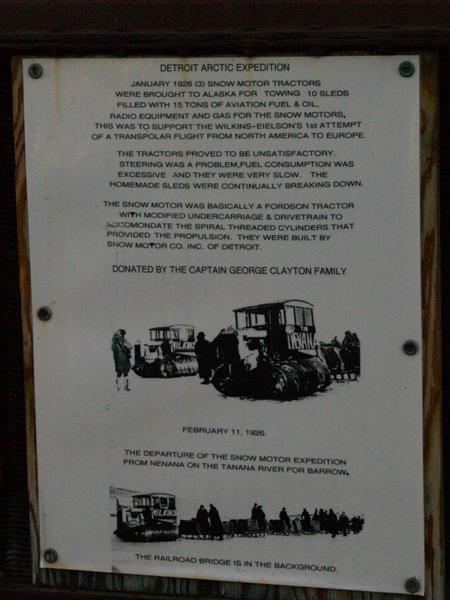 DETROIT ARCTIC EXPEDITION
JANUARY 1926 (3) SNOW MOTOR TRACTORS
WERE BROUGHT TO ALASKA FOR TOWING 10 SLEDS
FILLED WITH 15 TONS OF AVIATION FUEL & OIL,
RADIO EQUIPMENT AND GAS FOR THE SNOW MOTORS.
THIS WAS TO SUPPORT THE WILKINS-EIELSON'S 1st ATTEMPT
OF A TRANSPOLAR FLIGHT FROM NORTH AMERICA TO EUROPE.
THE TRACTORS PROVED TO BE UNSATISFACTORY.
STEERING WAS A PROBLEM,FUEL CONSUMPTION WAS
EXCESSIVE AND THEY WERE VERY SLOW. THE
HOMEMADE SLEDS WERE CONTINUALLY BREAKING DOWN.
THE SNOW MOTOR WAS BASICALLY A FORDSON TRACTOR
WITH MODIFIED UNDERCARRIAGE & DRIVETRAIN TO
ACCOMONDATE THE SPIRAL THREADED CYLINDERS THAT
PROVIDED THE PROPULSION. THEY WERE BUILT BY
SNOW MOTOR CO. INC. OF DETROIT.
DONATED BY THE CAPTAIN GEORGE CLAYTON FAMILY
WILKINS
NENANA
FEBRUARY 11, 1926.
THE DEPARTURE OF THE SNOW MOTOR EXPEDITION
FROM NENANA ON THE TANANA RIVER FOR BARROW.
WILKINS
THE RAILROAD BRIDGE IS IN THE BACKGROUND.